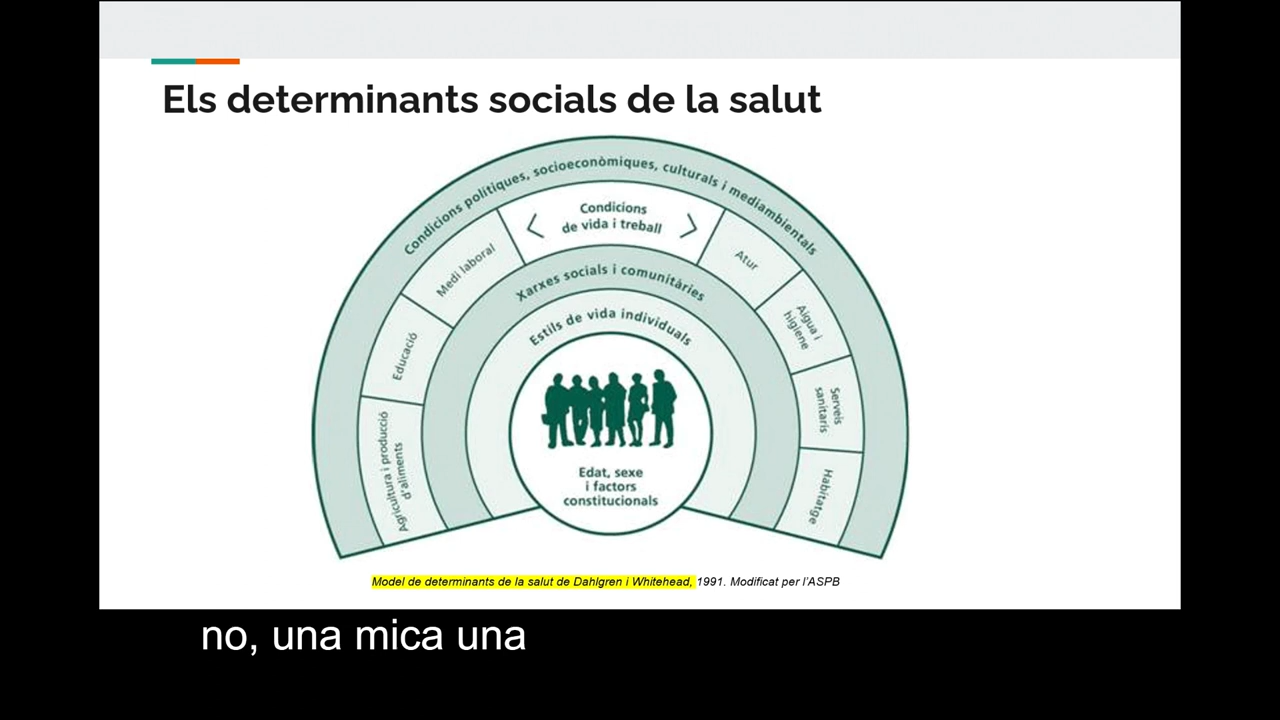 Els determinants socials de la salut
Condicions polítiques, socioeconòmiques, culturals i mediambientals
Condicions
de vida i treball
Medi laboral
Educació
Agricultura i producció
d'aliments
Atur
Aigua i
higiene
Serveis
sanitaris
Habitatge
Xarxes socials i comunitàries
Estils de vida individuals
Edat, sexe
i factors
constitucionals
Model de determinants de la salut de Dahlgren i Whitehead, 1991. Modificat per l'ASPB
no, una mica una